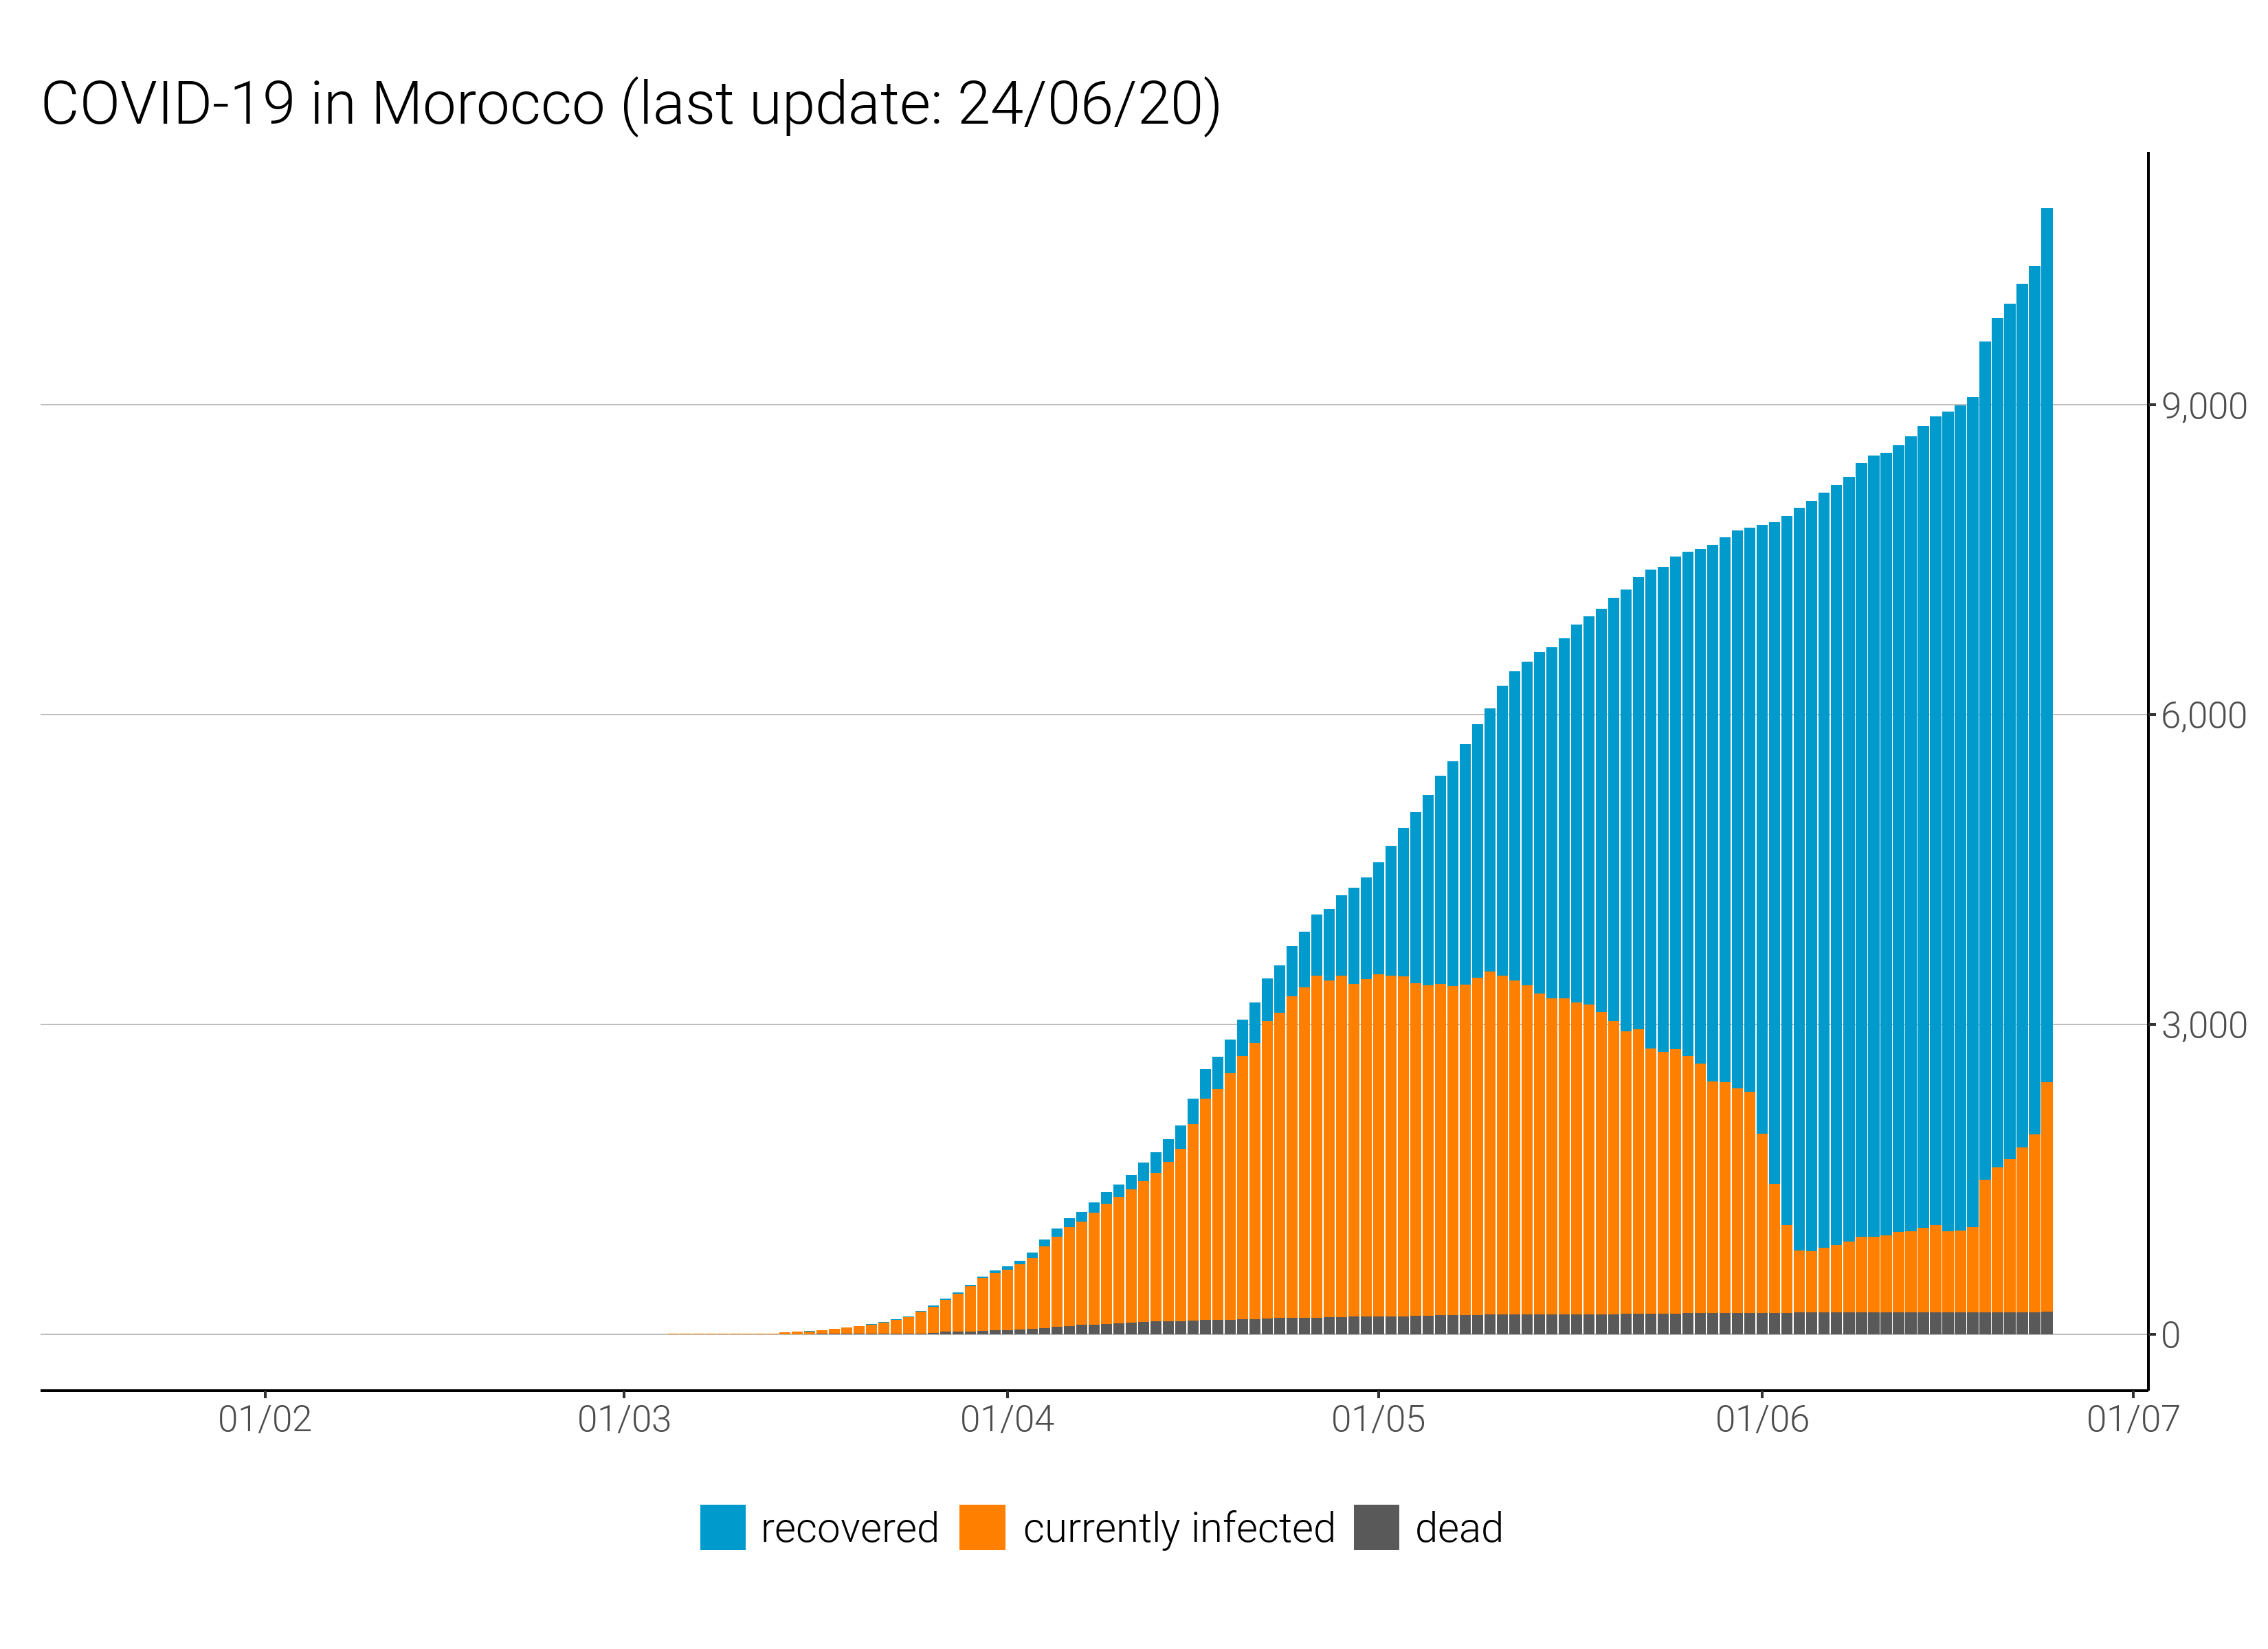 COVID-19 in Morocco (last update: 24/06/20)
9,000
6,000
3,000
0
01/02 01/03 01/04 01/05 01/06 01/07
recovered currently infected dead